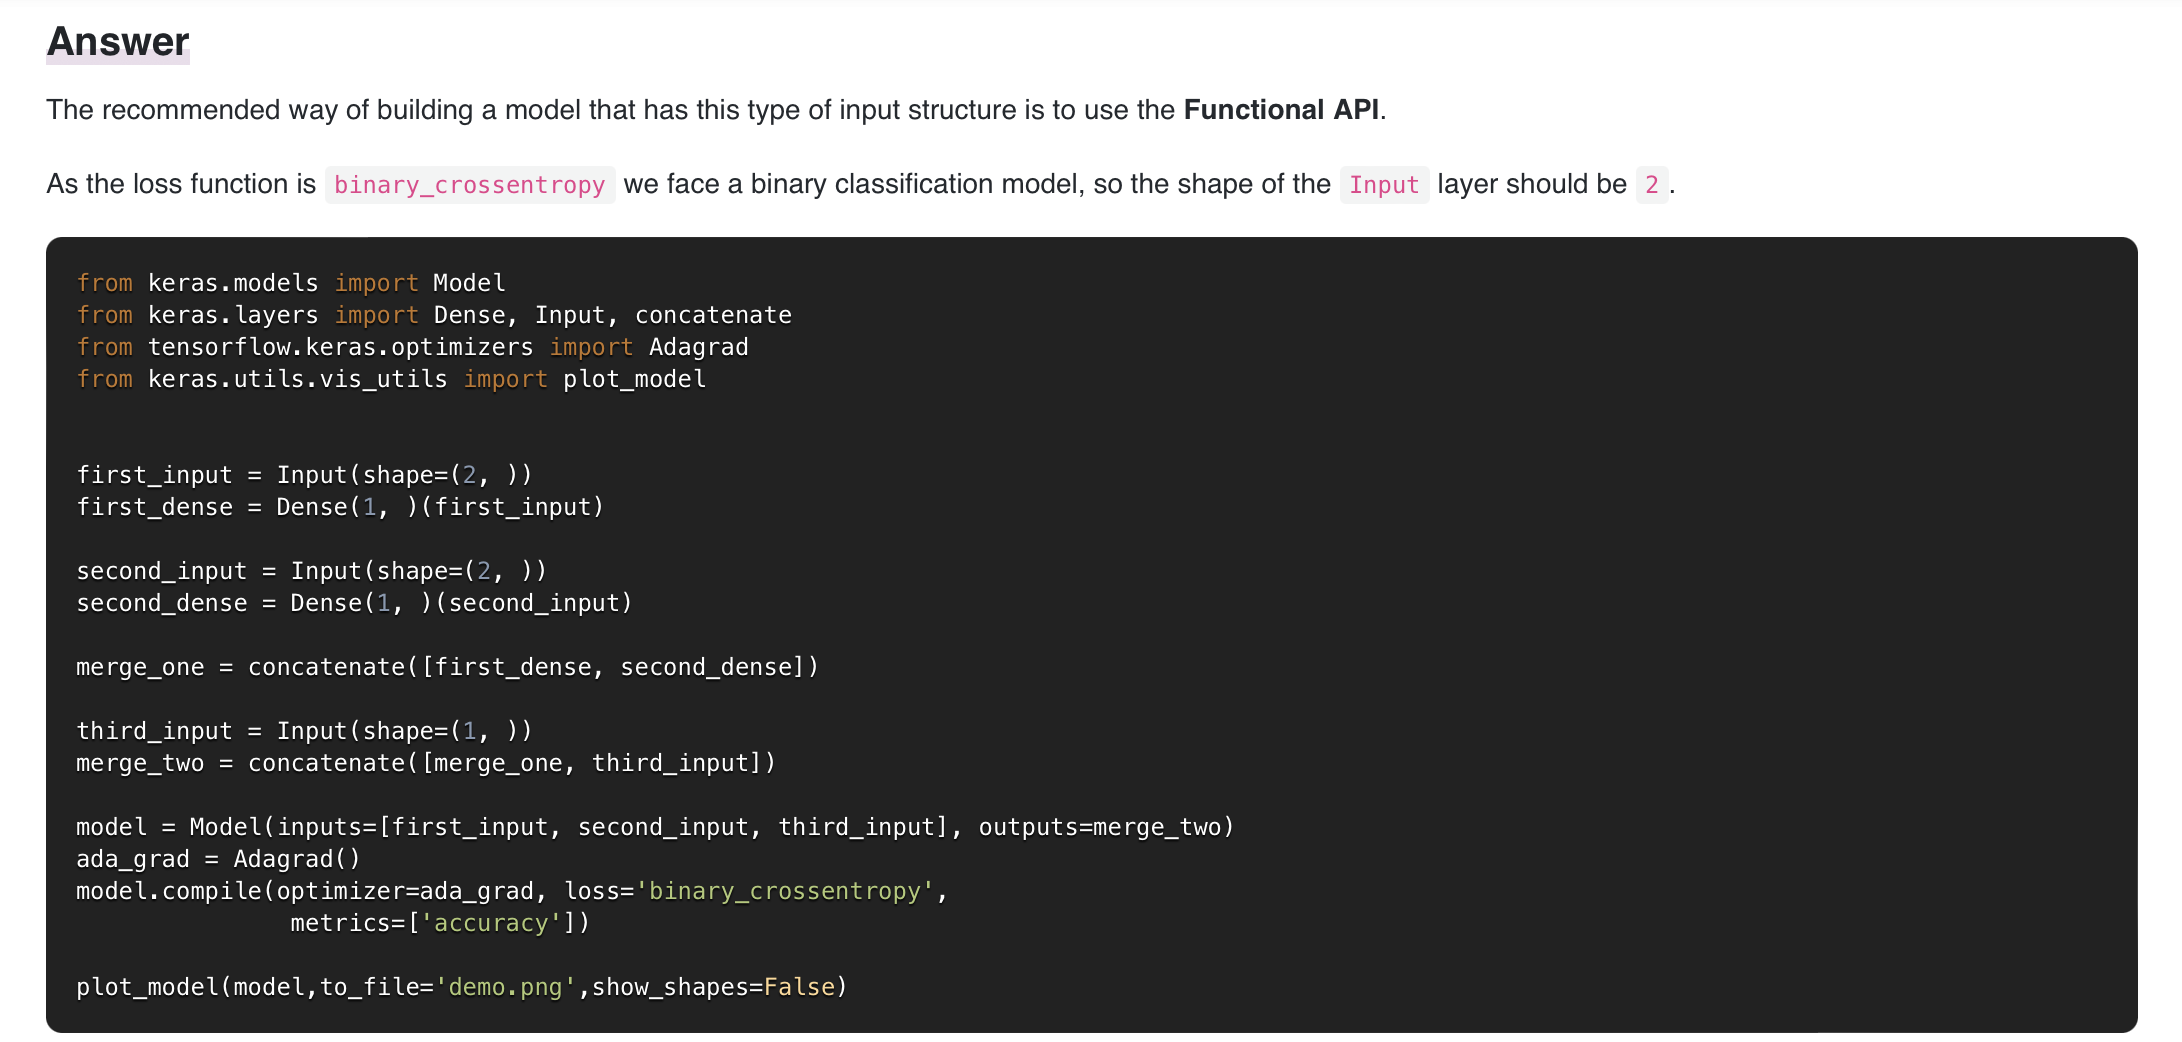 Answer
The recommended way of building a model that has this type of input structure is to use the Functional API.
As the loss function is binary_crossentropy we face a binary classification model, so the shape of the Input layer should be 2.
from keras.models import Model
from keras.layers import Dense, Input, concatenate
from tensorflow.keras.optimizers import Adagrad
from keras.utils.vis_utils import plot_model
first_input = Input(shape=(2, ))
first_dense = Dense(1, )(first_input)
second_input = Input(shape=(2, ))
second_dense = Dense(1, )(second_input)
merge_one = concatenate([first_dense, second_dense])
third_input = Input(shape=(1, ))
merge_two = concatenate([merge_one, third_input])
model = Model(inputs=[first_input, second_input, third_input], outputs=merge_two)
ada_grad = Adagrad()
model.compile(optimizer=ada_grad, loss='binary_crossentropy',
               metrics=['accuracy'])
plot_model(model,to_file='demo.png',show_shapes=False)